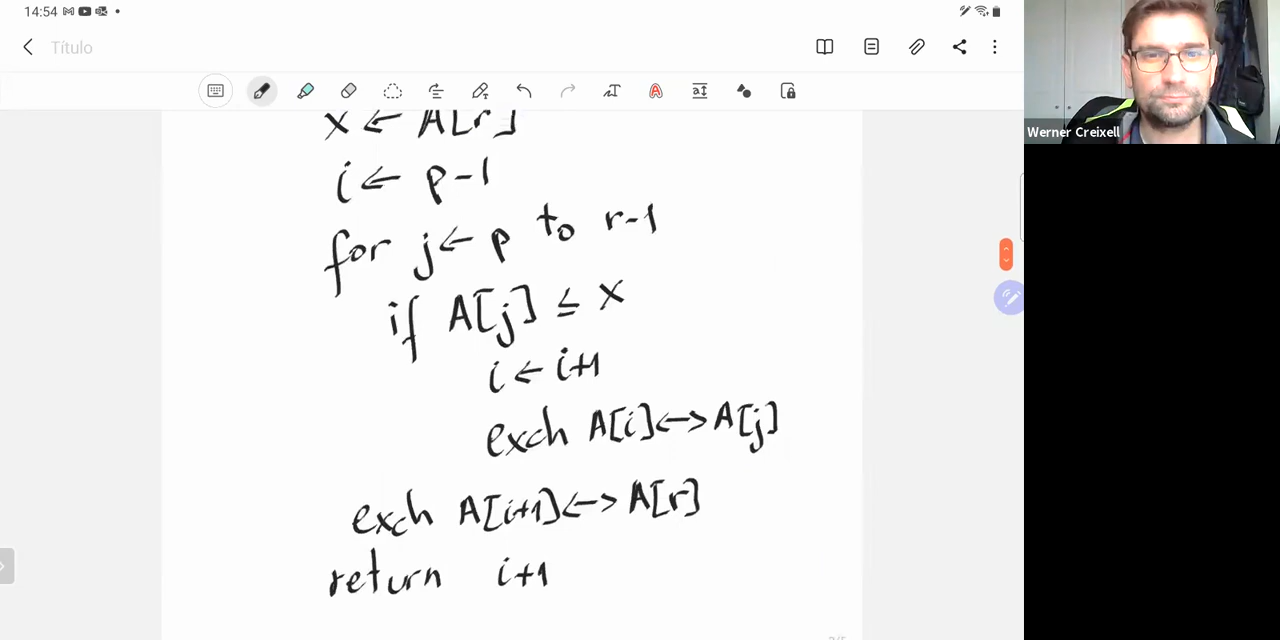 14:54
Título
Werner Creixell
x ← A[r]
i ← p-1
for j ← p to r-1
if A[j] ≤ x
i ← i+1
exch A[i] ↔ A[j]
exch A[i+1] ↔ A[r]
return i+1